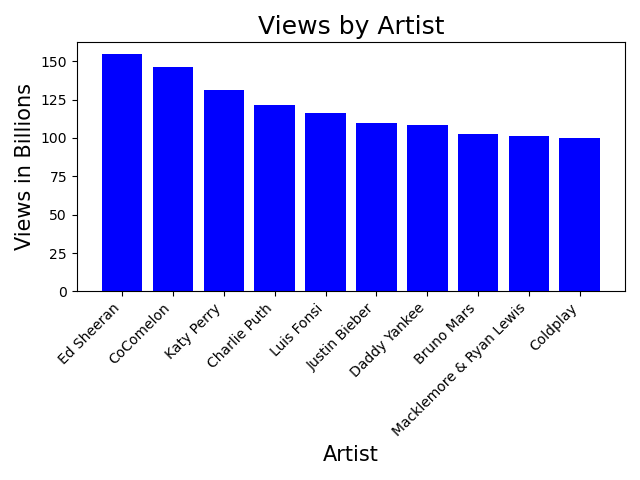 Views by Artist
Views in Billions
150
125
100
75
50
25
0
Ed Sheeran
CoComelon
Katy Perry
Charlie Puth
Luis Fonsi
Justin Bieber
Daddy Yankee
Bruno Mars
Macklemore & Ryan Lewis
Coldplay
Artist